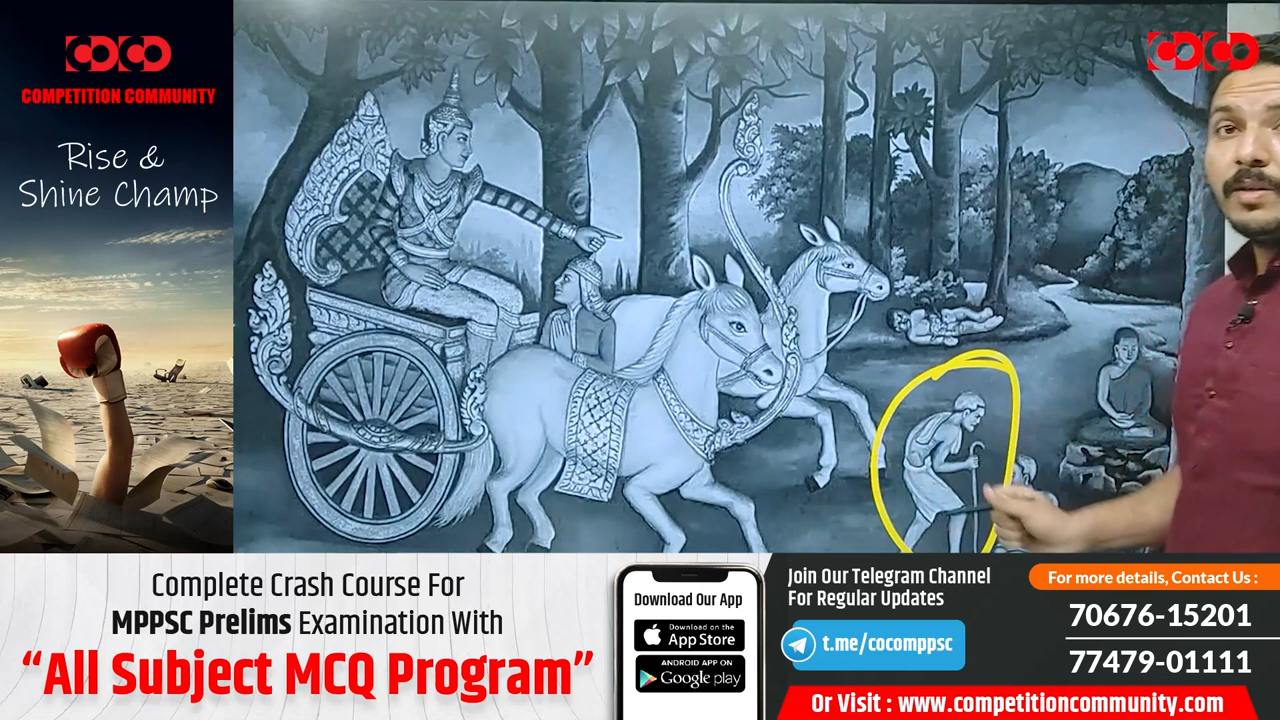 COCO
COMPETITION COMMUNITY
Rise &
Shine Champ
COCO
Complete Crash Course For
MPPSC Prelims Examination With
“All Subject MCQ Program”
Download Our App
Download on the
App Store
ANDROID APP ON
Google play
Join Our Telegram Channel
For Regular Updates
t.me/cocomppsc
For more details, Contact Us :
70676-15201
77479-01111
Or Visit : www.competitioncommunity.com